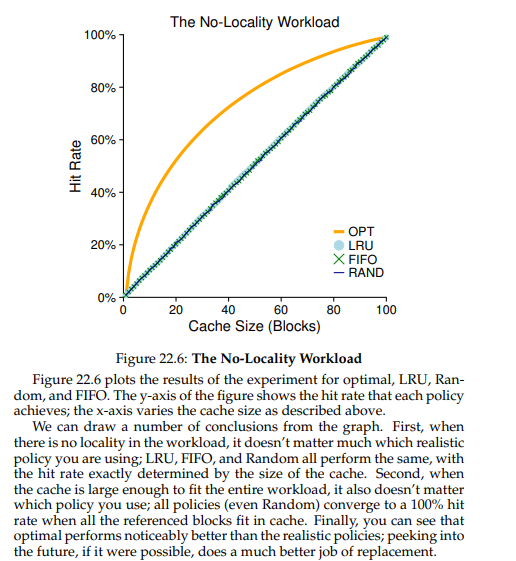 The No-Locality Workload
100%
80%
60%
40%
20%
0%
Hit Rate
OPT
LRU
FIFO
RAND
0 20 40 60 80 100
Cache Size (Blocks)
Figure 22.6: The No-Locality Workload
Figure 22.6 plots the results of the experiment for optimal, LRU, Ran-
dom, and FIFO. The y-axis of the figure shows the hit rate that each policy
achieves; the x-axis varies the cache size as described above.
We can draw a number of conclusions from the graph. First, when
there is no locality in the workload, it doesn't matter much which realistic
policy you are using; LRU, FIFO, and Random all perform the same, with
the hit rate exactly determined by the size of the cache. Second, when
the cache is large enough to fit the entire workload, it also doesn't matter
which policy you use; all policies (even Random) converge to a 100% hit
rate when all the referenced blocks fit in cache. Finally, you can see that
optimal performs noticeably better than the realistic policies; peeking into
the future, if it were possible, does a much better job of replacement.